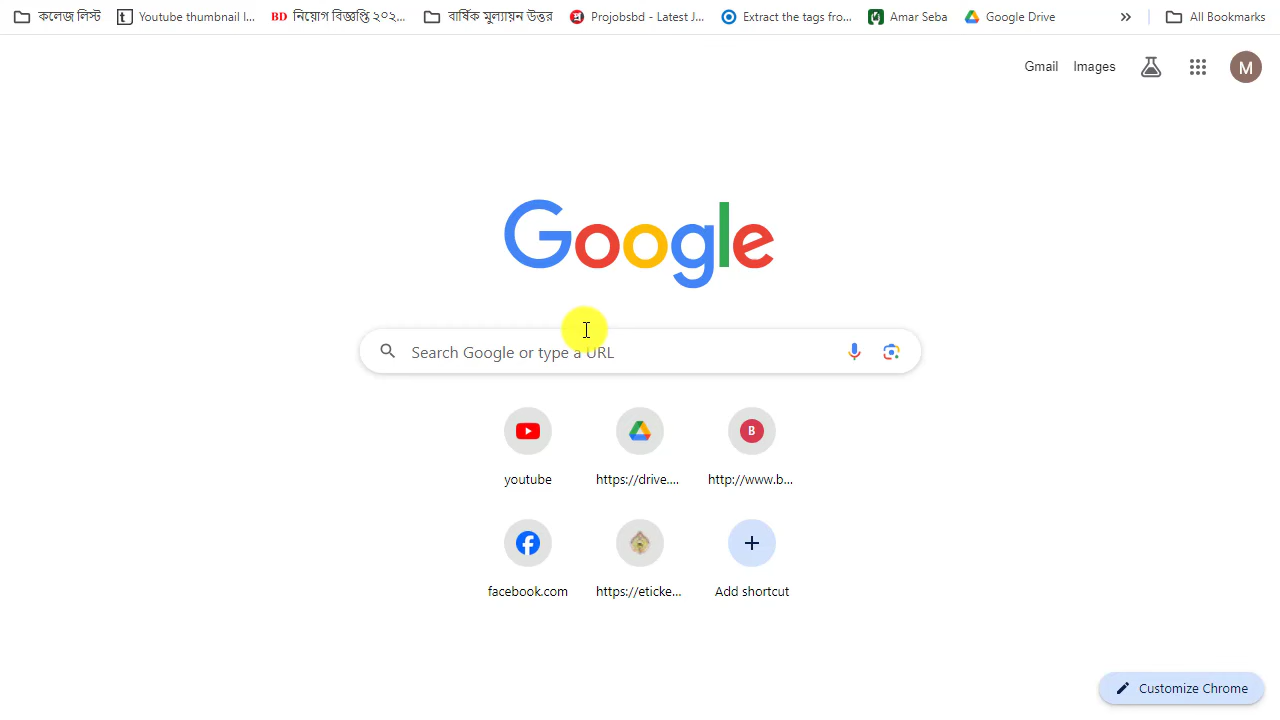 কলেজ লিস্ট
Youtube thumbnail I...
BD নিয়োগ বিজ্ঞপ্তি ২০২...
বার্ষিক মুল্যায়ন উত্তর
Prejobsbd - Latest J...
Extract the tags fro...
Amar Seba
Google Drive
All Bookmarks
Gmail
Images
M
Google
Search Google or type a URL
B
youtube
https://drive....
http://www.b...
facebook.com
https://eticke...
Add shortcut
Customize Chrome